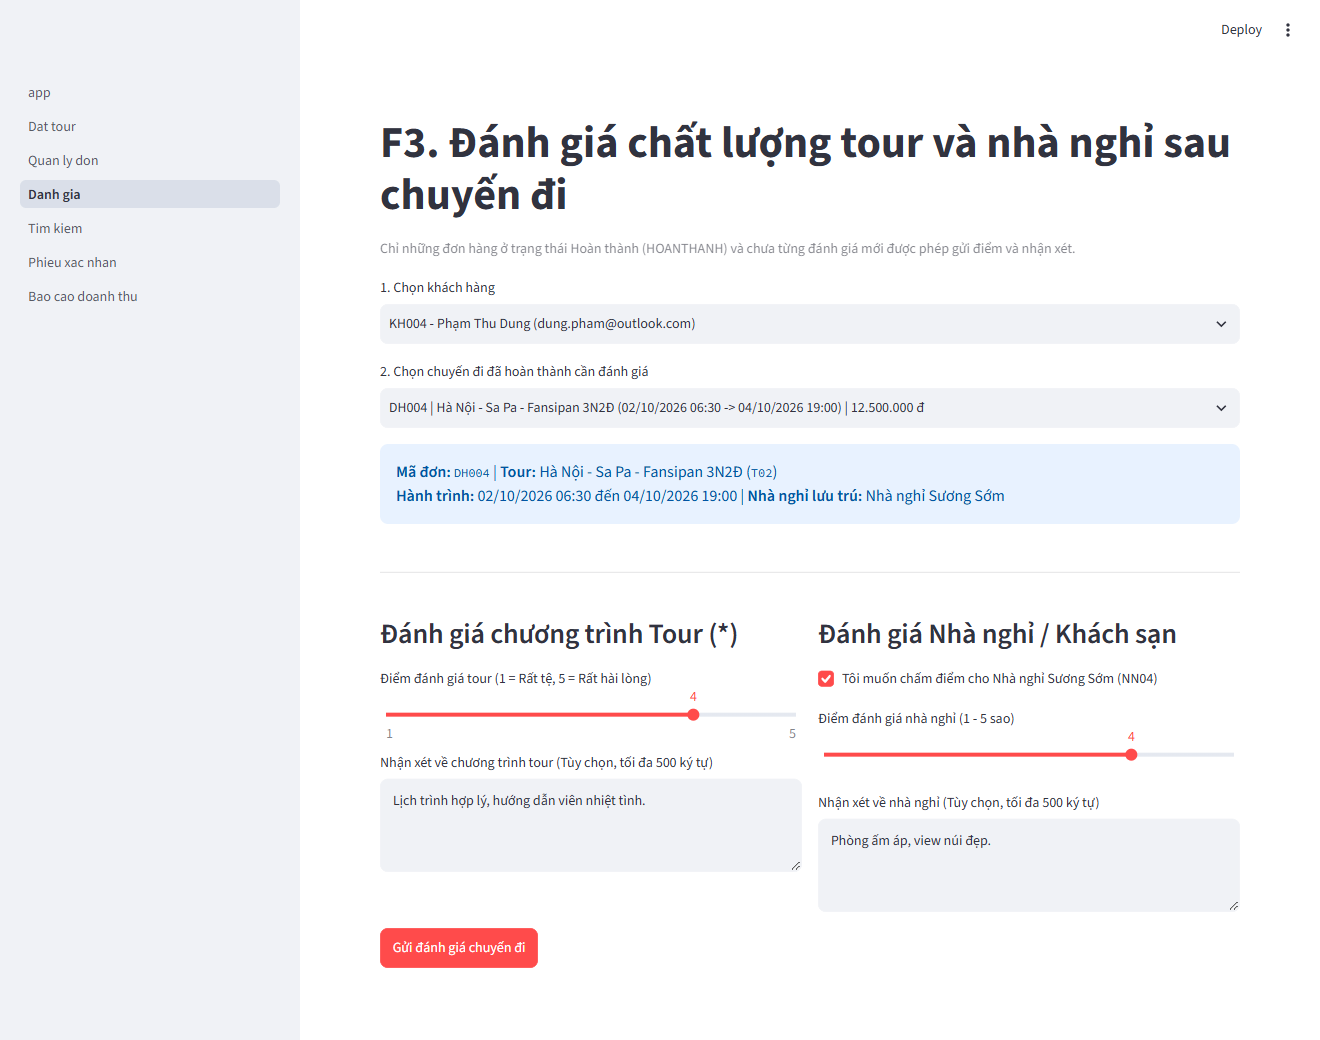 Deploy
app
Dat tour
Quan ly don
Danh gia
Tim kiem
Phieu xac nhan
Bao cao doanh thu
F3. Đánh giá chất lượng tour và nhà nghỉ sau
chuyến đi
Chỉ những đơn hàng ở trạng thái Hoàn thành (HOANTHANH) và chưa từng đánh giá mới được phép gửi điểm và nhận xét.
1. Chọn khách hàng
KH004 - Phạm Thu Dung (dung.pham@outlook.com)
2. Chọn chuyến đi đã hoàn thành cần đánh giá
DH004 | Hà Nội - Sa Pa - Fansipan 3N2Đ (02/10/2026 06:30 -> 04/10/2026 19:00) | 12.500.000 đ
Mã đơn: DH004 | Tour: Hà Nội - Sa Pa - Fansipan 3N2Đ (T02)
Hành trình: 02/10/2026 06:30 đến 04/10/2026 19:00 | Nhà nghỉ lưu trú: Nhà nghỉ Sương Sớm
Đánh giá chương trình Tour (*)
Điểm đánh giá tour (1 = Rất tệ, 5 = Rất hài lòng)
4
1 5
Nhận xét về chương trình tour (Tùy chọn, tối đa 500 ký tự)
Lịch trình hợp lý, hướng dẫn viên nhiệt tình.
Đánh giá Nhà nghỉ / Khách sạn
Tôi muốn chấm điểm cho Nhà nghỉ Sương Sớm (NN04)
Điểm đánh giá nhà nghỉ (1 - 5 sao)
4
Nhận xét về nhà nghỉ (Tùy chọn, tối đa 500 ký tự)
Phòng ấm áp, view núi đẹp.
Gửi đánh giá chuyến đi